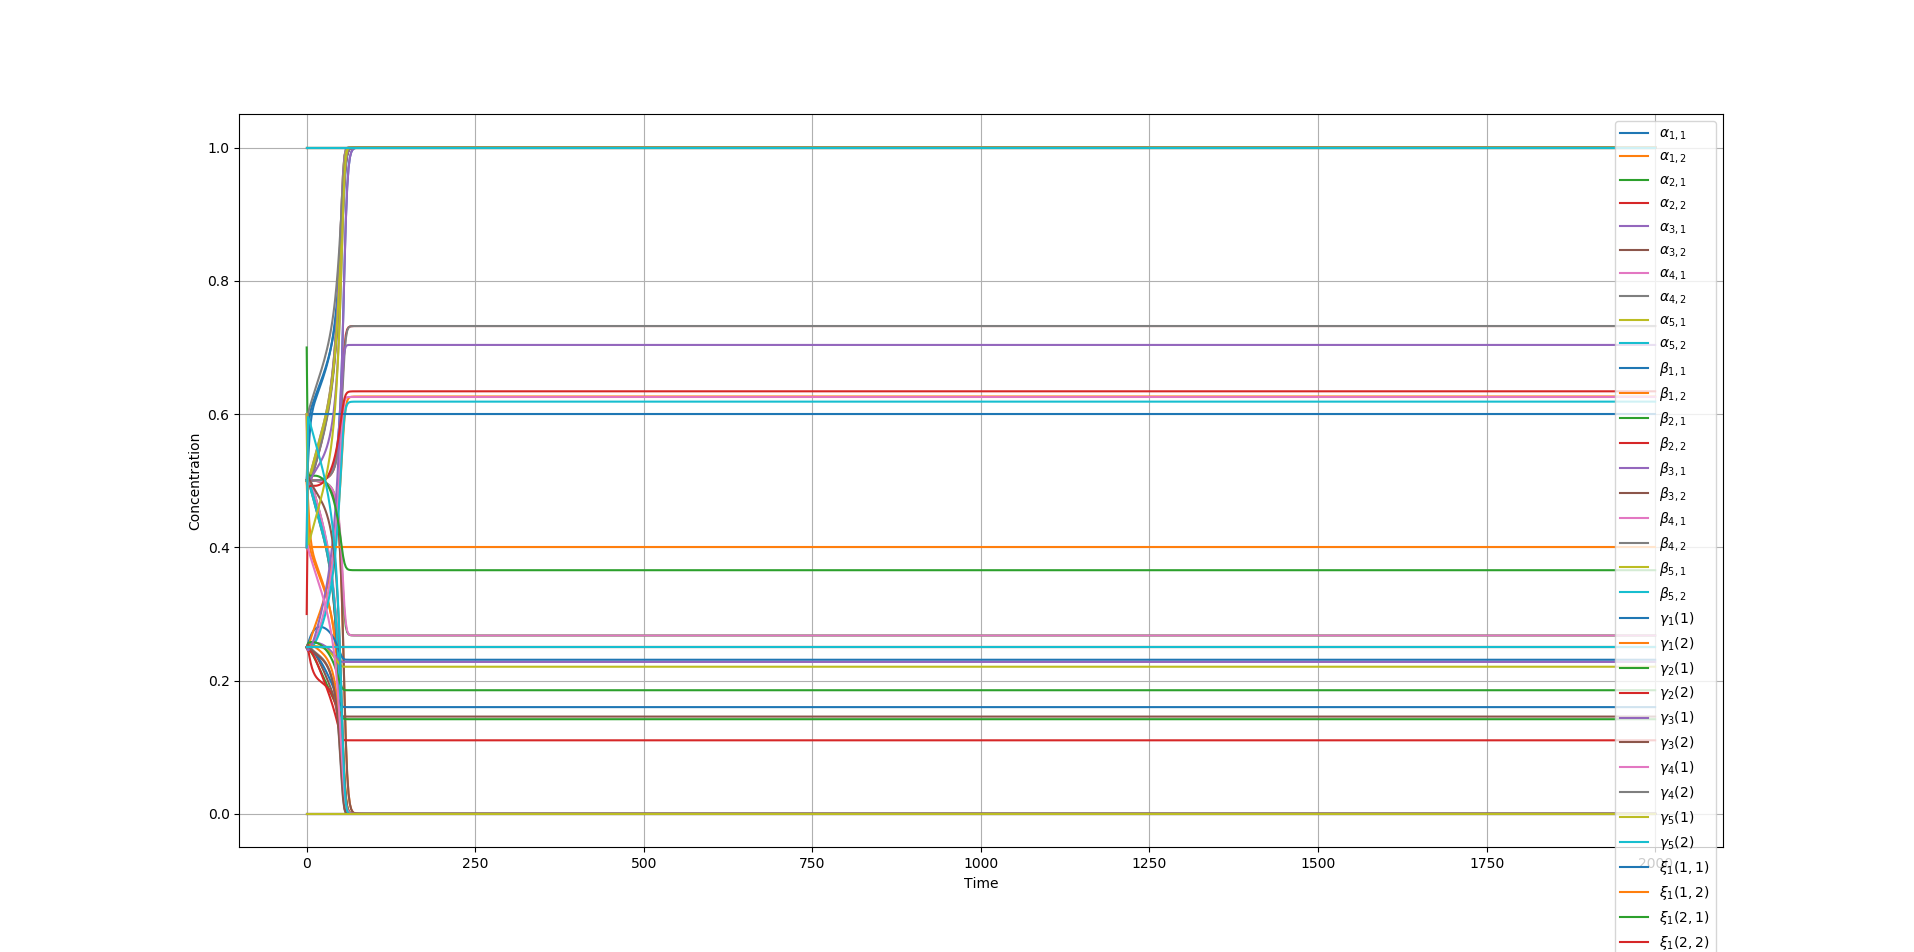 1.0
0.8
0.6
0.4
0.2
0.0
Concentration
0
250
500
750
1000
1250
1500
1750
2000
Time
α1,1
α1,2
α2,1
α2,2
α3,1
α3,2
α4,1
α4,2
α5,1
α5,2
β1,1
β1,2
β2,1
β2,2
β3,1
β3,2
β4,1
β4,2
β5,1
β5,2
γ1(1)
γ1(2)
γ2(1)
γ2(2)
γ3(1)
γ3(2)
γ4(1)
γ4(2)
γ5(1)
γ5(2)
ξ1(1, 1)
ξ1(1, 2)
ξ1(2, 1)
ξ1(2, 2)